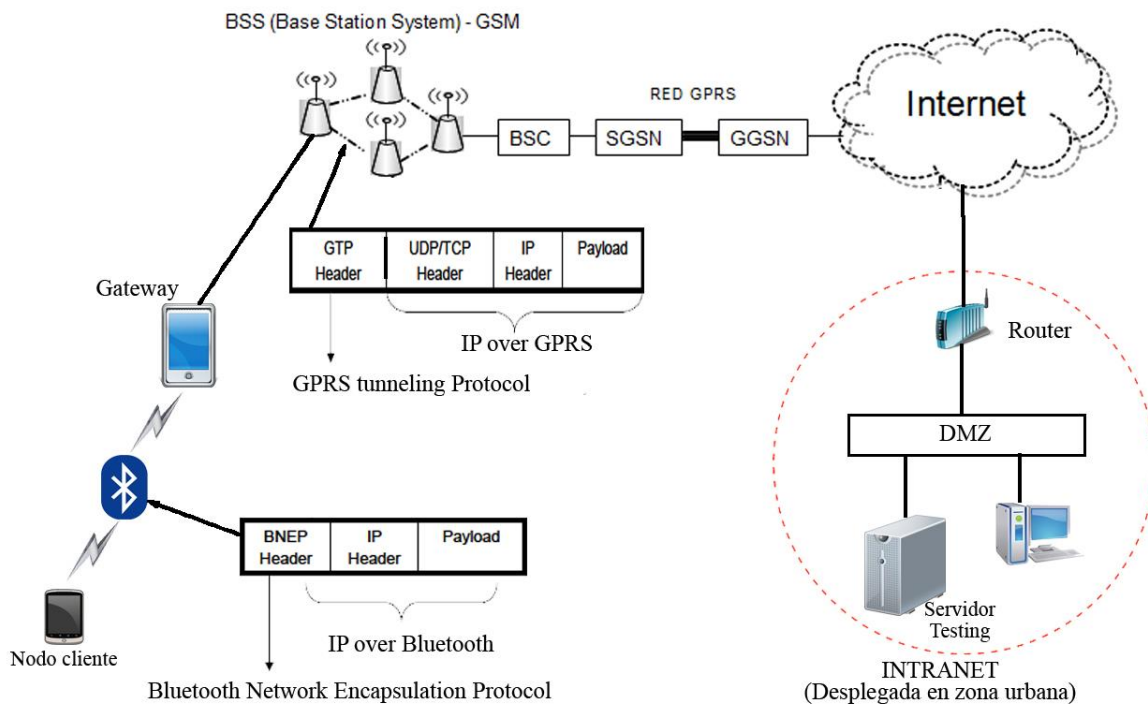 BSS (Base Station System) - GSM
RED GPRS
Internet
BSC
SGSN
GGSN
GTP
Header
UDP/TCP
Header
IP
Header
Payload
Gateway
IP over GPRS
GPRS tunneling Protocol
Router
DMZ
BNEP
Header
IP
Header
Payload
Servidor
Testing
Nodo cliente
IP over Bluetooth
Bluetooth Network Encapsulation Protocol
INTRANET
(Desplegada en zona urbana)